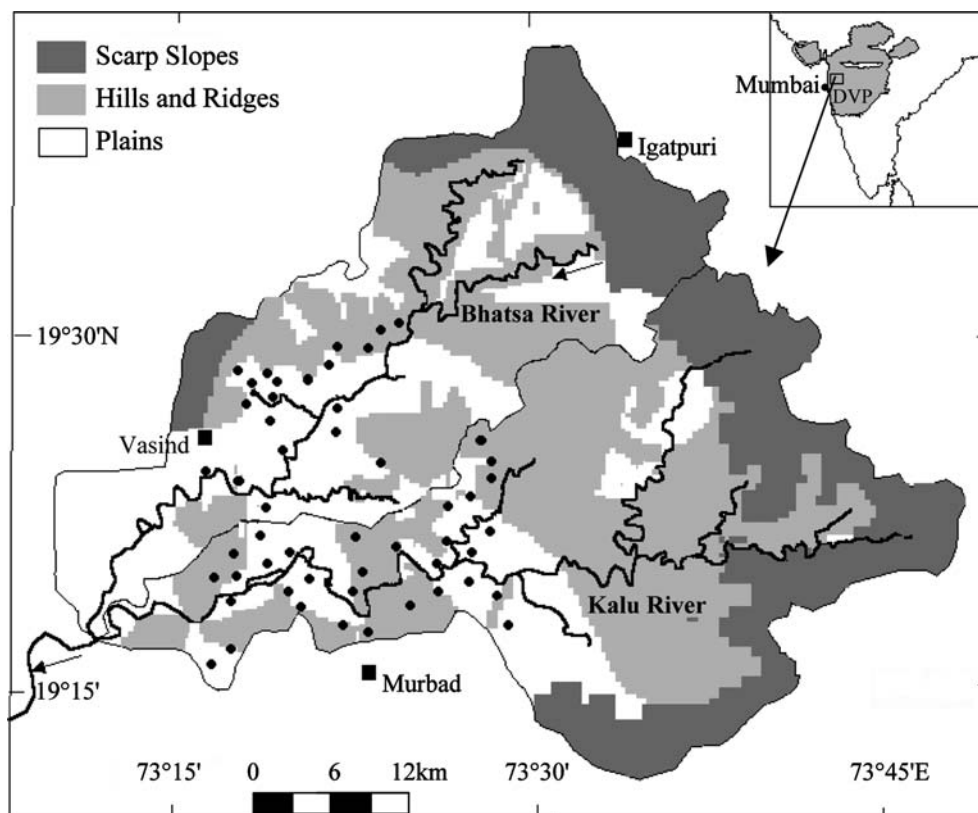 Scarp Slopes
Hills and Ridges
Plains
Mumbai
DVP
Igatpuri
Bhatsa River
19°30'N
Vasind
Kalu River
Murbad
19°15'
73°15'
0 6 12km
73°30'
73°45'E